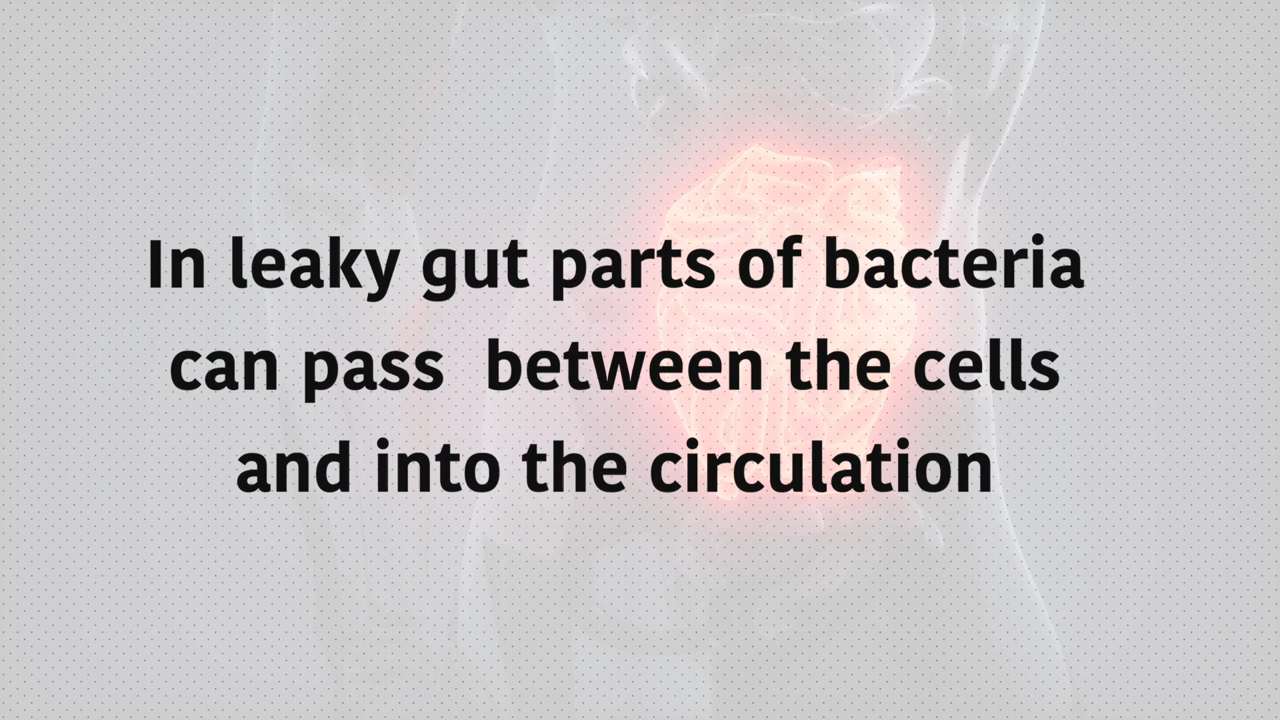 In leaky gut parts of bacteria
can pass  between the cells
and into the circulation